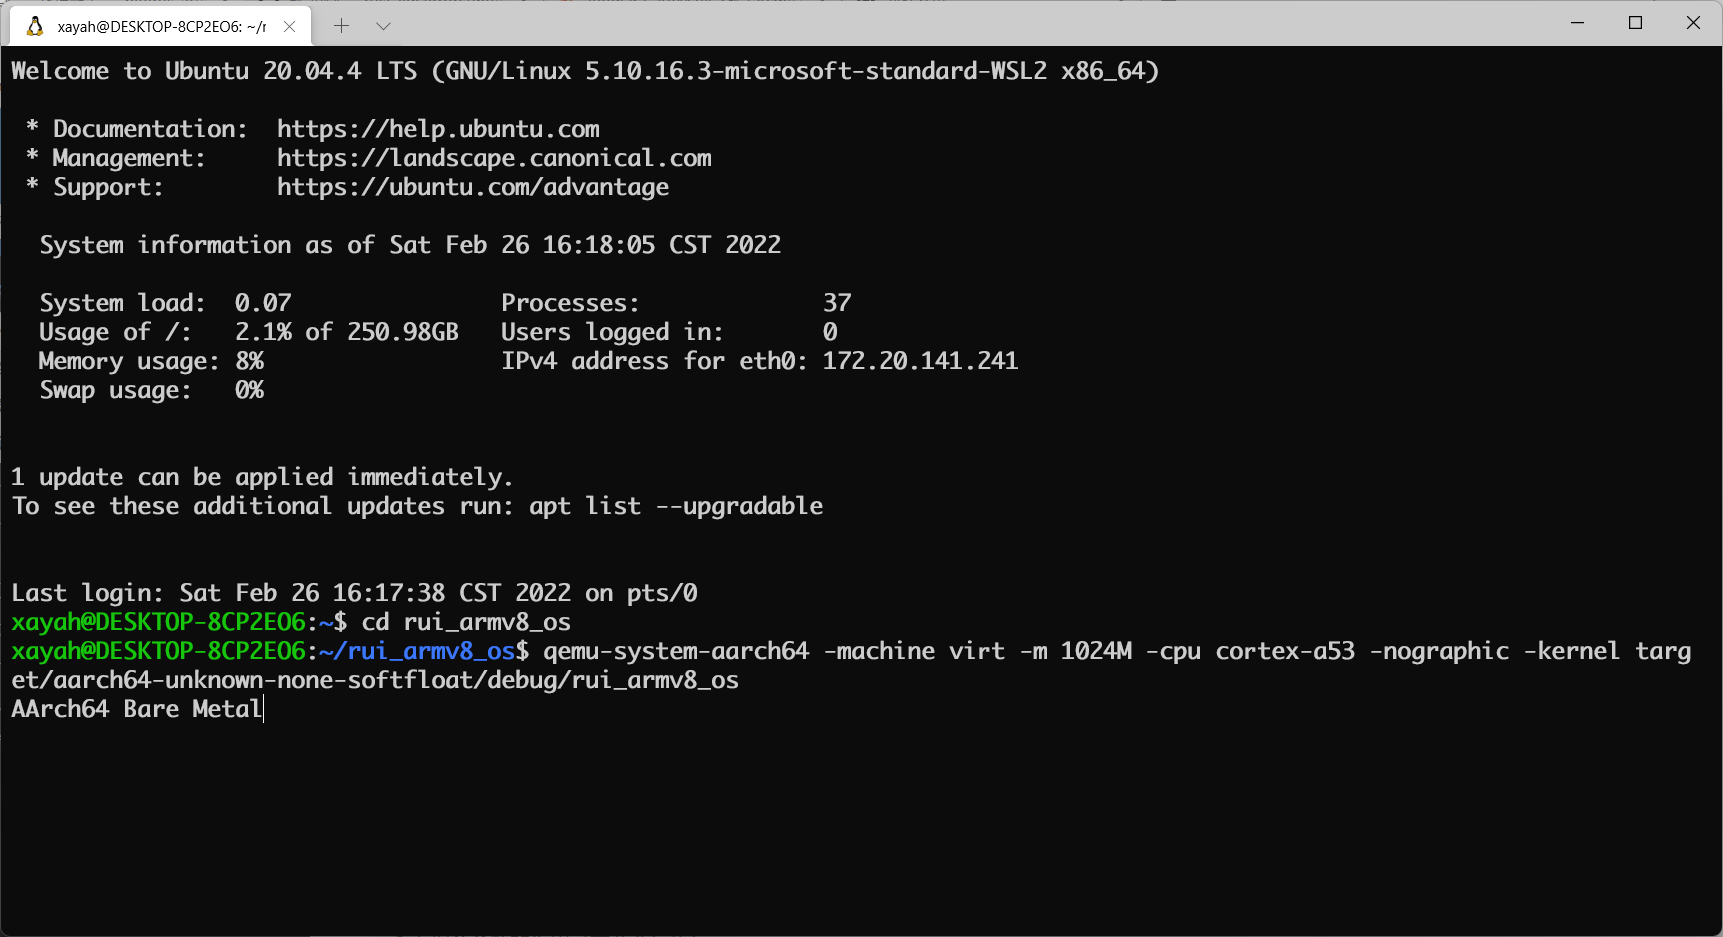 xayah@DESKTOP-8CP2EO6: ~/r
Welcome to Ubuntu 20.04.4 LTS (GNU/Linux 5.10.16.3-microsoft-standard-WSL2 x86_64)
* Documentation:  https://help.ubuntu.com
* Management:     https://landscape.canonical.com
* Support:        https://ubuntu.com/advantage
System information as of Sat Feb 26 16:18:05 CST 2022
System load:  0.07               Processes:             37
Usage of /:   2.1% of 250.98GB   Users logged in:       0
Memory usage: 8%                 IPv4 address for eth0: 172.20.141.241
Swap usage:   0%
1 update can be applied immediately.
To see these additional updates run: apt list --upgradable
Last login: Sat Feb 26 16:17:38 CST 2022 on pts/0
xayah@DESKTOP-8CP2EO6:~$ cd rui_armv8_os
xayah@DESKTOP-8CP2EO6:~/rui_armv8_os$ qemu-system-aarch64 -machine virt -m 1024M -cpu cortex-a53 -nographic -kernel targ
et/aarch64-unknown-none-softfloat/debug/rui_armv8_os
AArch64 Bare Metal